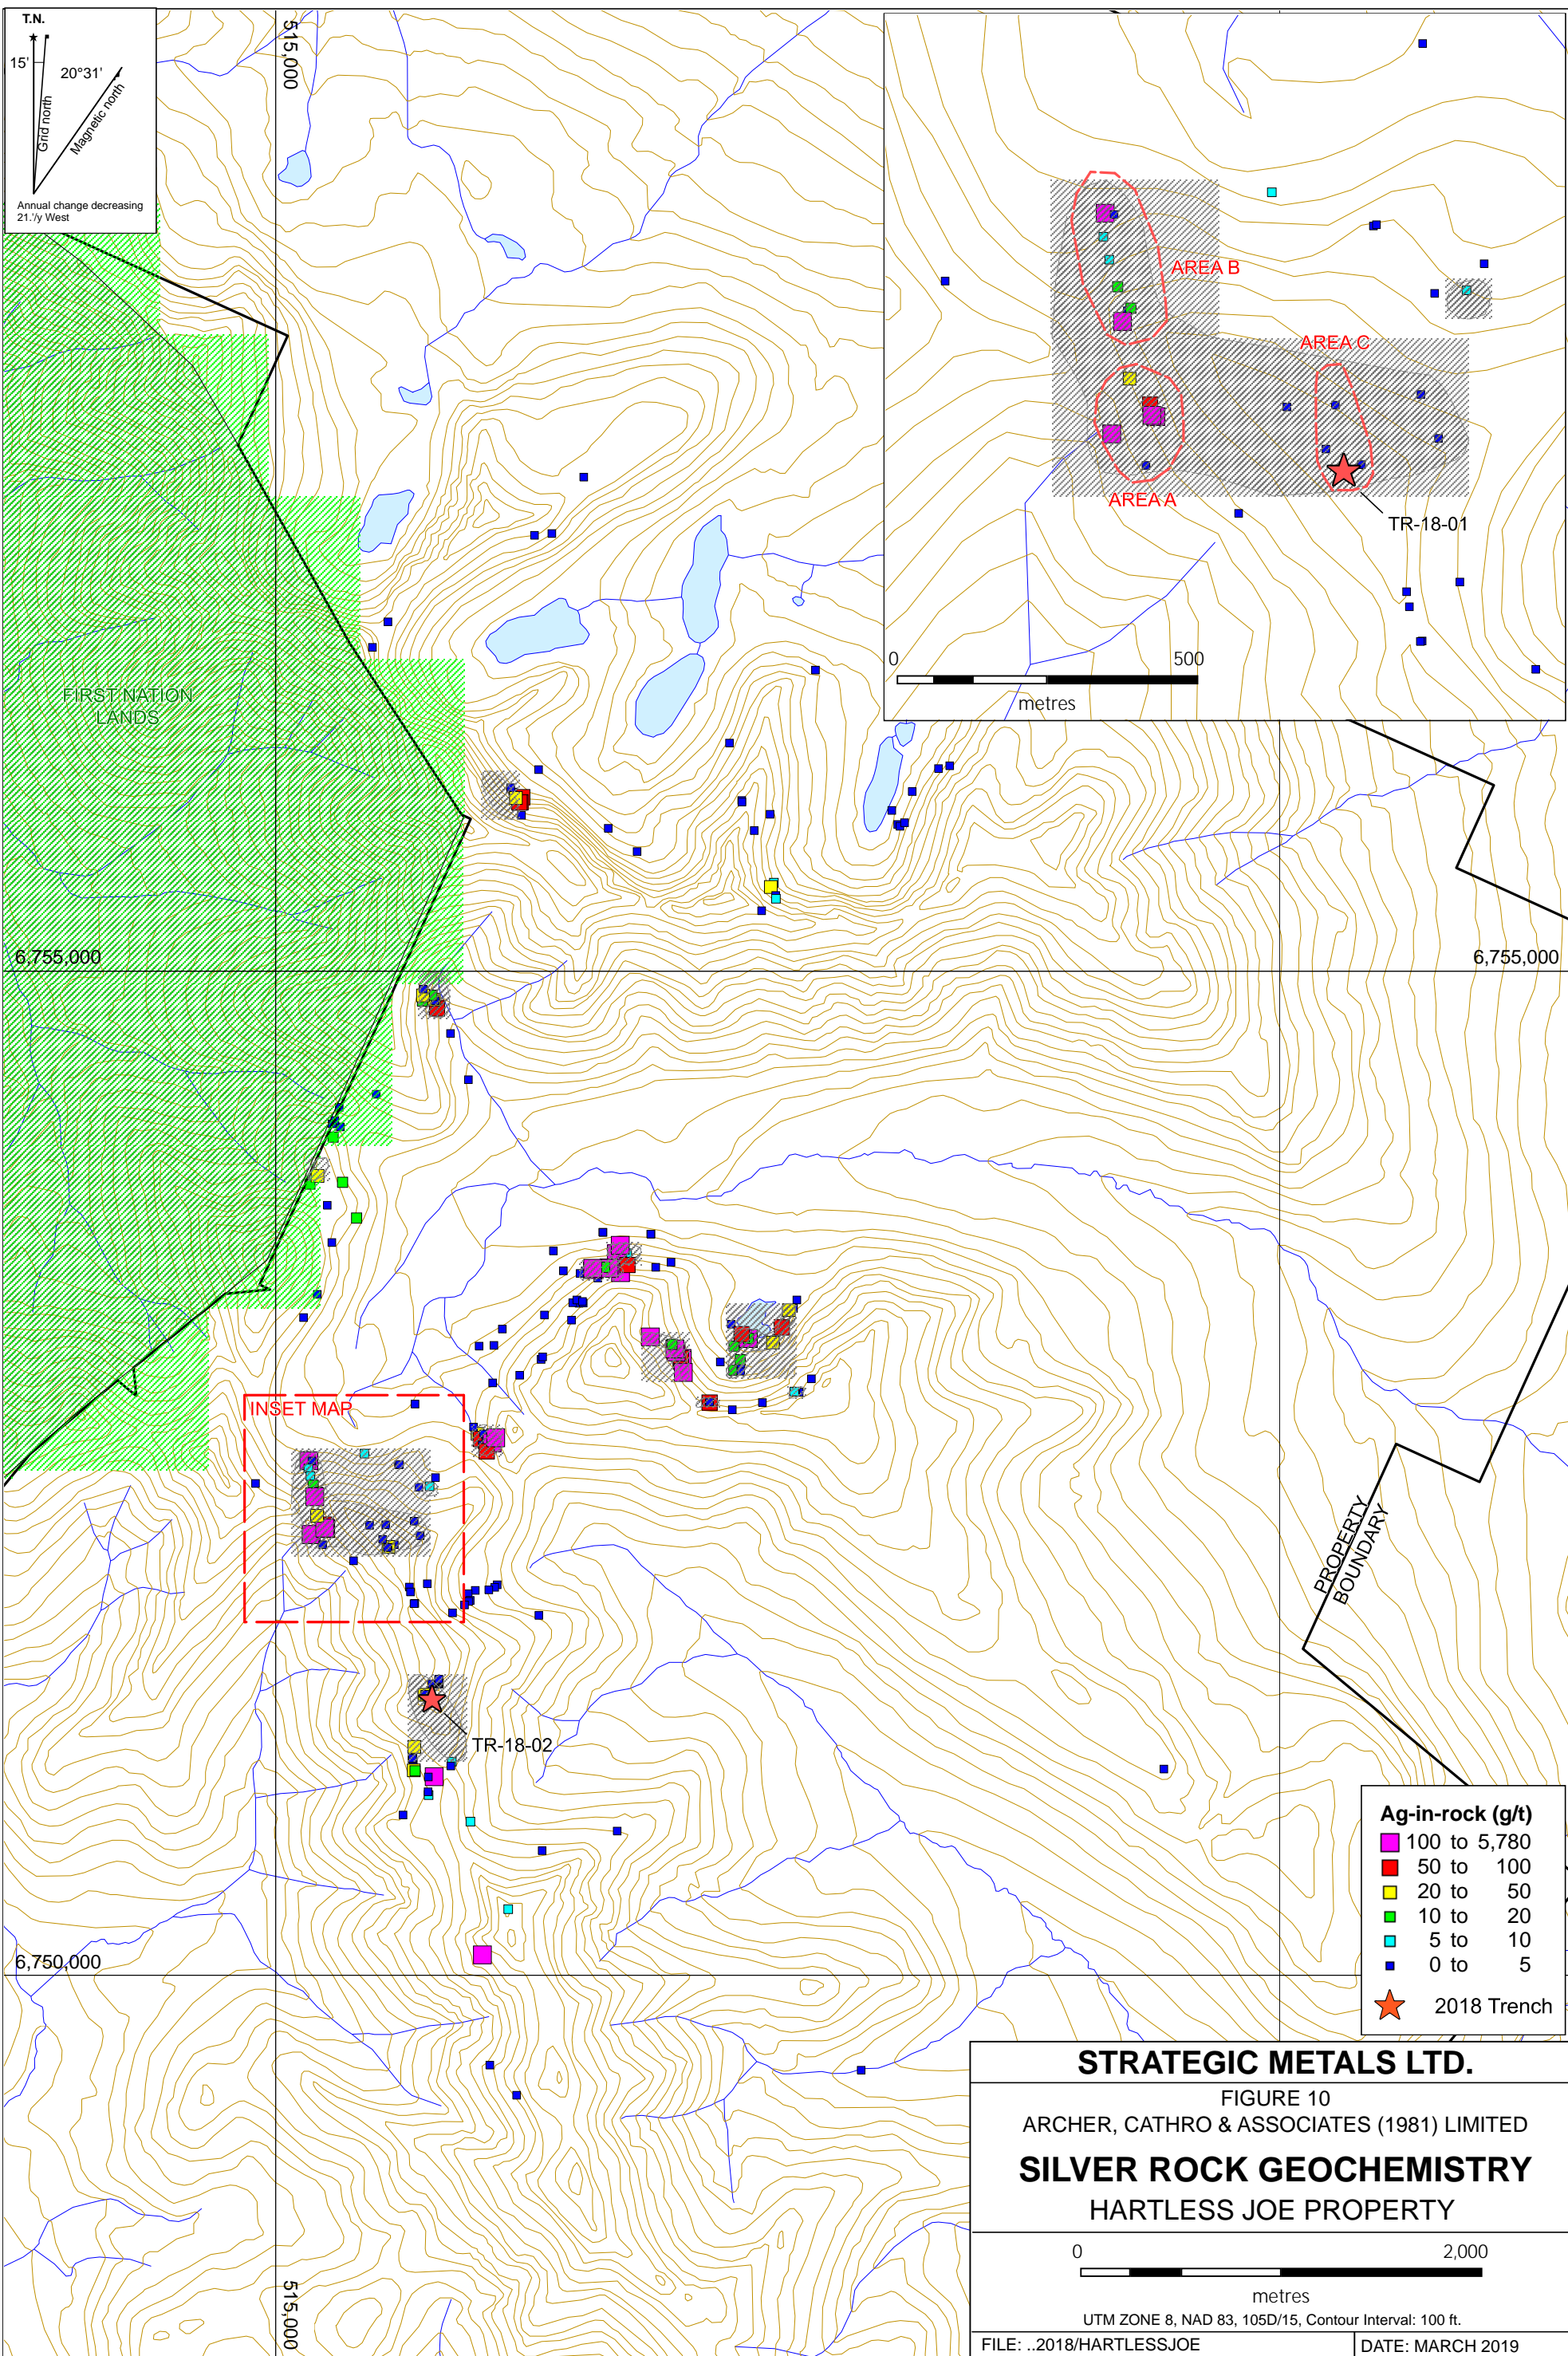 T.N.
15'
20°31'
Grid north
Magnetic north
Annual change decreasing
21.'/y West
515,000
AREA B
AREA C
AREA A
TR-18-01
0 500
metres
FIRST NATION
LANDS
6,755,000 6,755,000
INSET MAP
PROPERTY
BOUNDARY
TR-18-02
Ag-in-rock (g/t)
100 to 5,780
50 to 100
20 to 50
10 to 20
5 to 10
0 to 5
2018 Trench
6,750,000
515,000
STRATEGIC METALS LTD.
FIGURE 10
ARCHER, CATHRO & ASSOCIATES (1981) LIMITED
SILVER ROCK GEOCHEMISTRY
HARTLESS JOE PROPERTY
0 2,000
metres
UTM ZONE 8, NAD 83, 105D/15, Contour Interval: 100 ft.
FILE: ..2018/HARTLESSJOE DATE: MARCH 2019